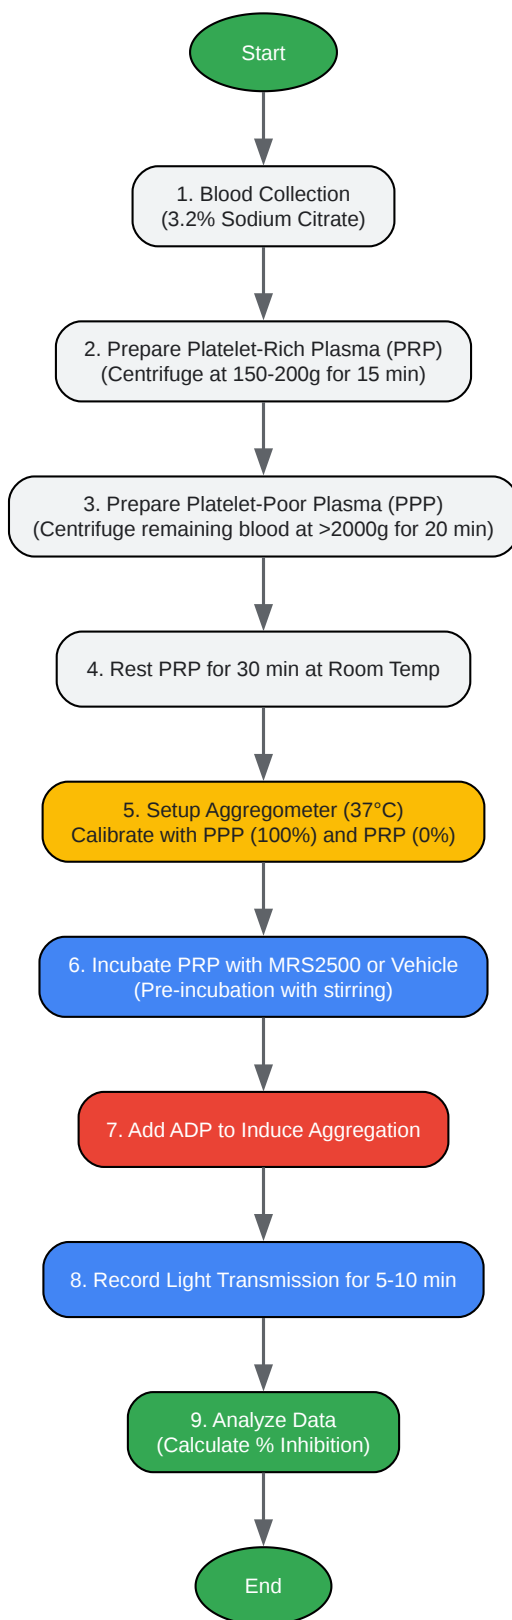 Start
1. Blood Collection
(3.2% Sodium Citrate)
2. Prepare Platelet-Rich Plasma (PRP)
(Centrifuge at 150-200g for 15 min)
3. Prepare Platelet-Poor Plasma (PPP)
(Centrifuge remaining blood at >2000g for 20 min)
4. Rest PRP for 30 min at Room Temp
5. Setup Aggregometer (37°C)
Calibrate with PPP (100%) and PRP (0%)
6. Incubate PRP with MRS2500 or Vehicle
(Pre-incubation with stirring)
7. Add ADP to Induce Aggregation
8. Record Light Transmission for 5-10 min
9. Analyze Data
(Calculate % Inhibition)
End